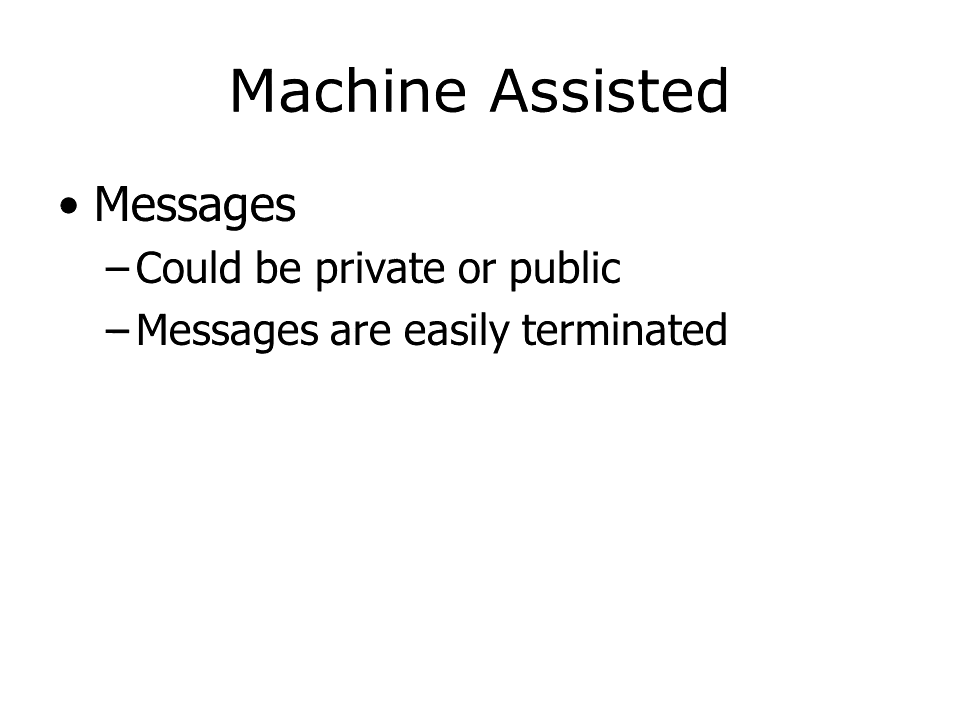 Machine Assisted
• Messages
– Could be private or public
– Messages are easily terminated